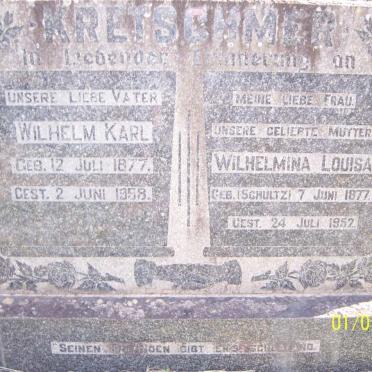 KRETSCHMER
In Liebender Erinnerung an
UNSERE LIEBE VATER
WILHELM KARL
GEB. 12 JULI 1877.
GEST. 2 JUNI 1958.
MEINE LIEBE FRAU.
UNSERE GELIEBTE MUTTER
WILHELMINA LOUISA
GEB. (SCHULTZ) 7 JUNI 1877
GEST. 24 JULI 1952.
SEINEN GIBT
01/0